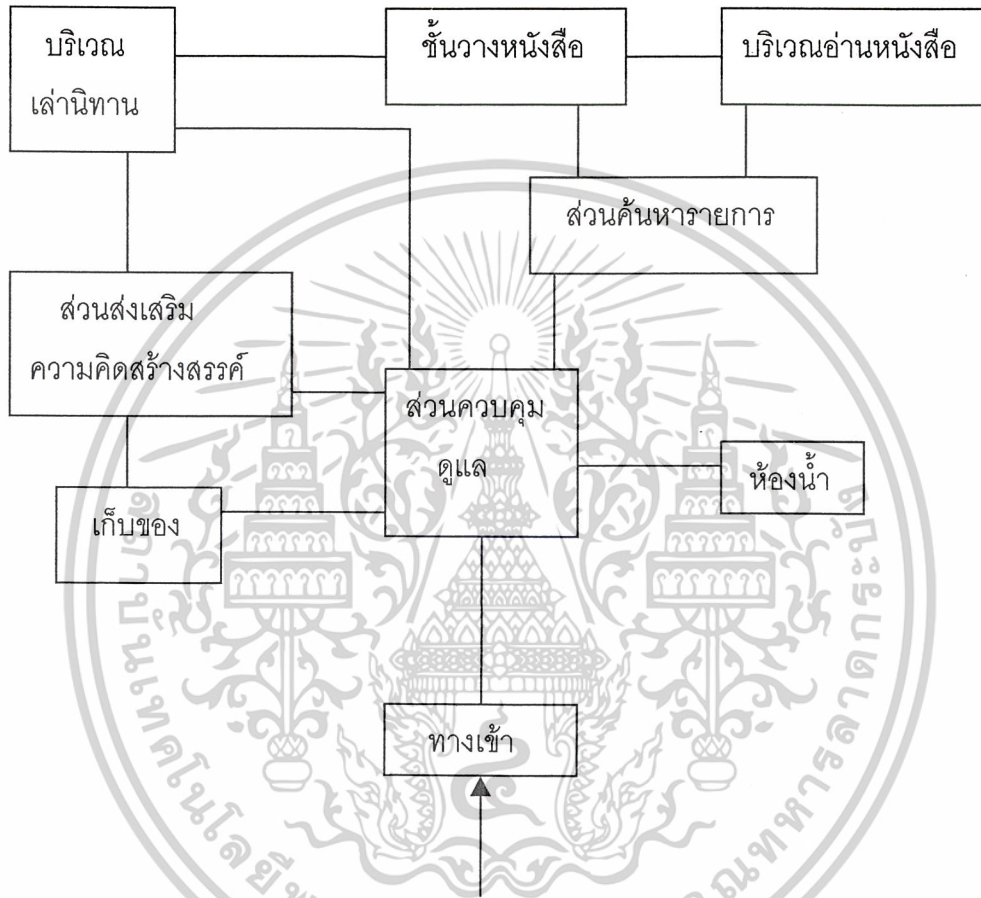 บริเวณ
เล่านิทาน
ชั้นวางหนังสือ
บริเวณอ่านหนังสือ
ส่วนค้นหารายการ
ส่วนส่งเสริม
ความคิดสร้างสรรค์
ส่วนควบคุม
ดูแล
ห้องน้ำ
เก็บของ
ทางเข้า